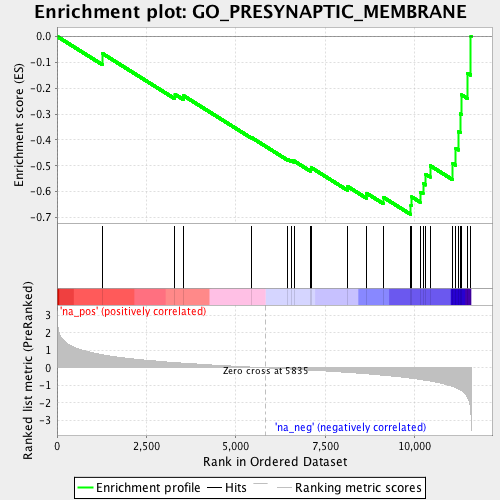 Enrichment plot: GO_PRESYNAPTIC_MEMBRANE
Enrichment score (ES)
0.0
-0.1
-0.2
-0.3
-0.4
-0.5
-0.6
-0.7
'na_pos' (positively correlated)
Ranked list metric (PreRanked)
3
2
1
0
-1
-2
-3
Zero cross at 5835
'na_neg' (negatively correlated)
0
2,500
5,000
7,500
10,000
Rank in Ordered Dataset
Enrichment profile
Hits
Ranking metric scores